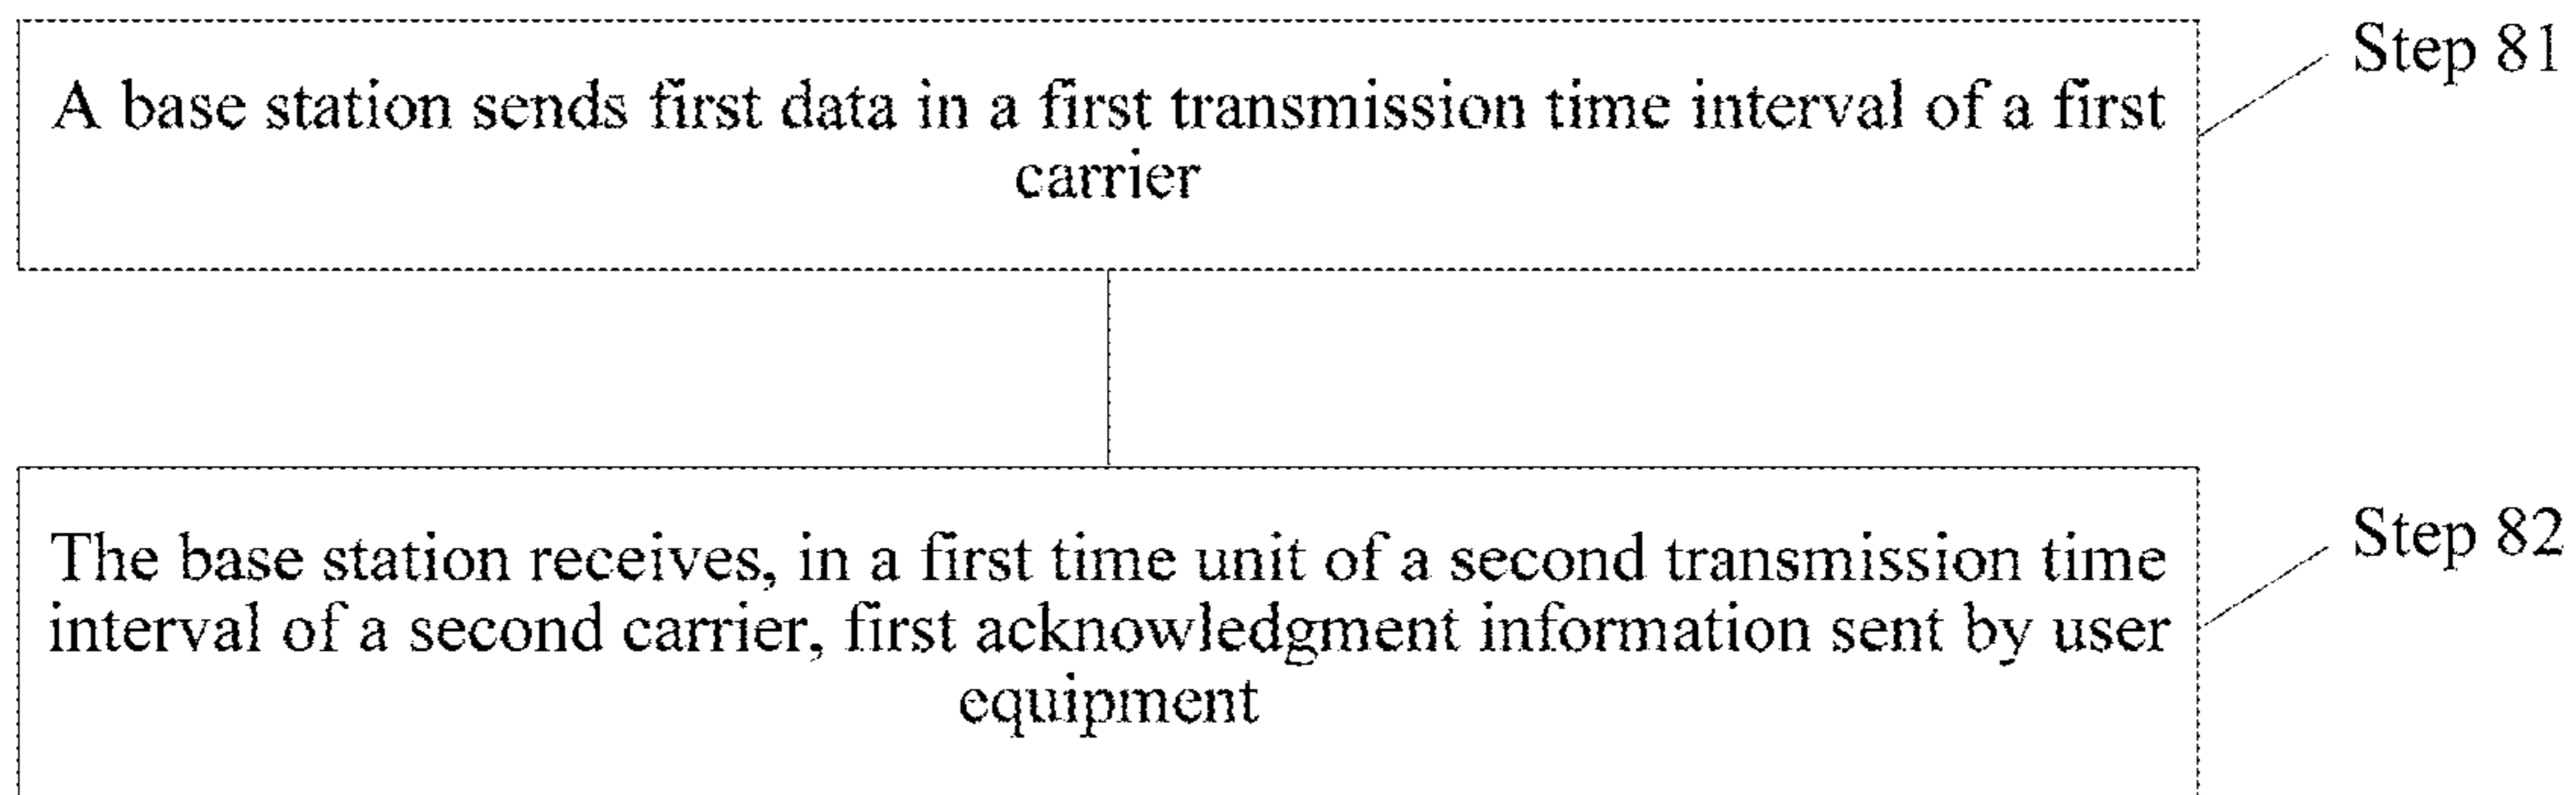 A base station sends first data in a first transmission time interval of a first
carrier
Step 81
The base station receives, in a first time unit of a second transmission time
interval of a second carrier, first acknowledgment information sent by user
equipment
Step 82